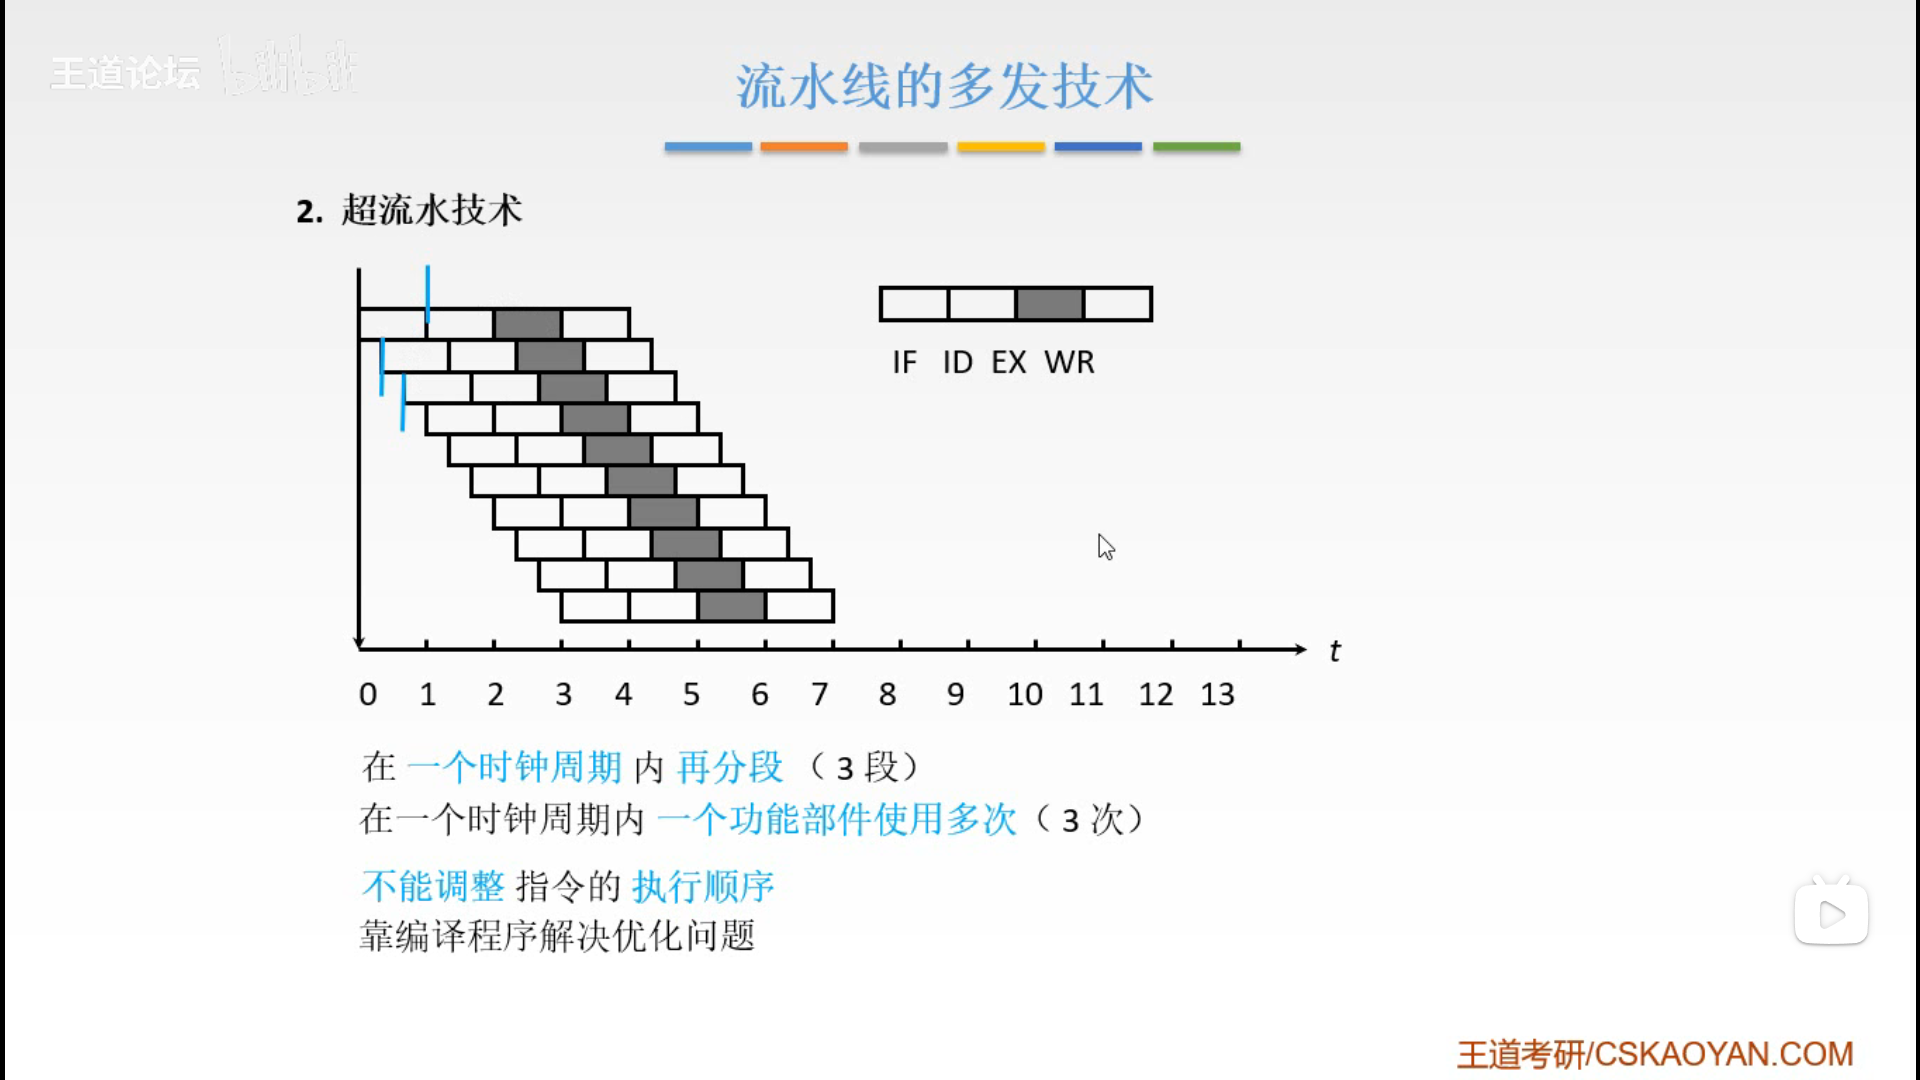 王道论坛 bilibili
流水线的多发技术
2. 超流水技术
IF ID EX WR
t
0 1 2 3 4 5 6 7 8 9 10 11 12 13
在 一个时钟周期 内 再分段 （ 3 段）
在一个时钟周期内 一个功能部件使用多次（ 3 次）
不能调整 指令的 执行顺序
靠编译程序解决优化问题
王道考研/CSKAOYAN.COM